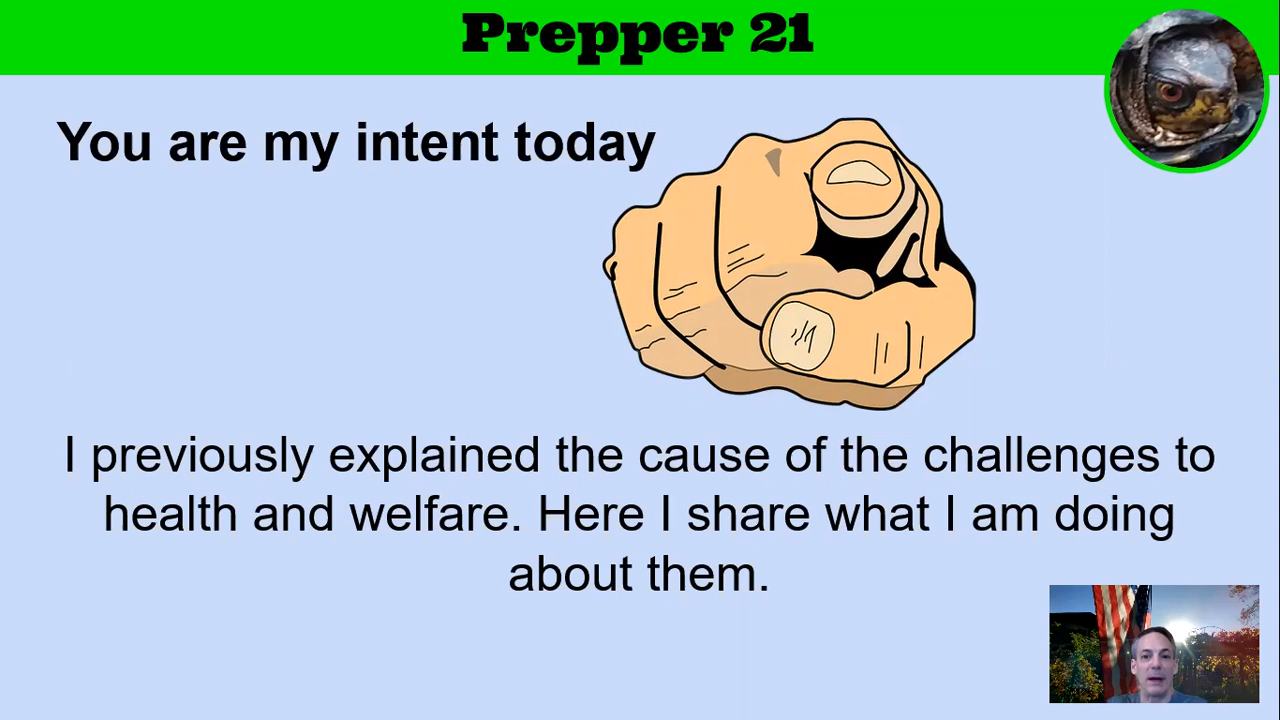 Prepper 21
You are my intent today
I previously explained the cause of the challenges to
health and welfare. Here I share what I am doing
about them.